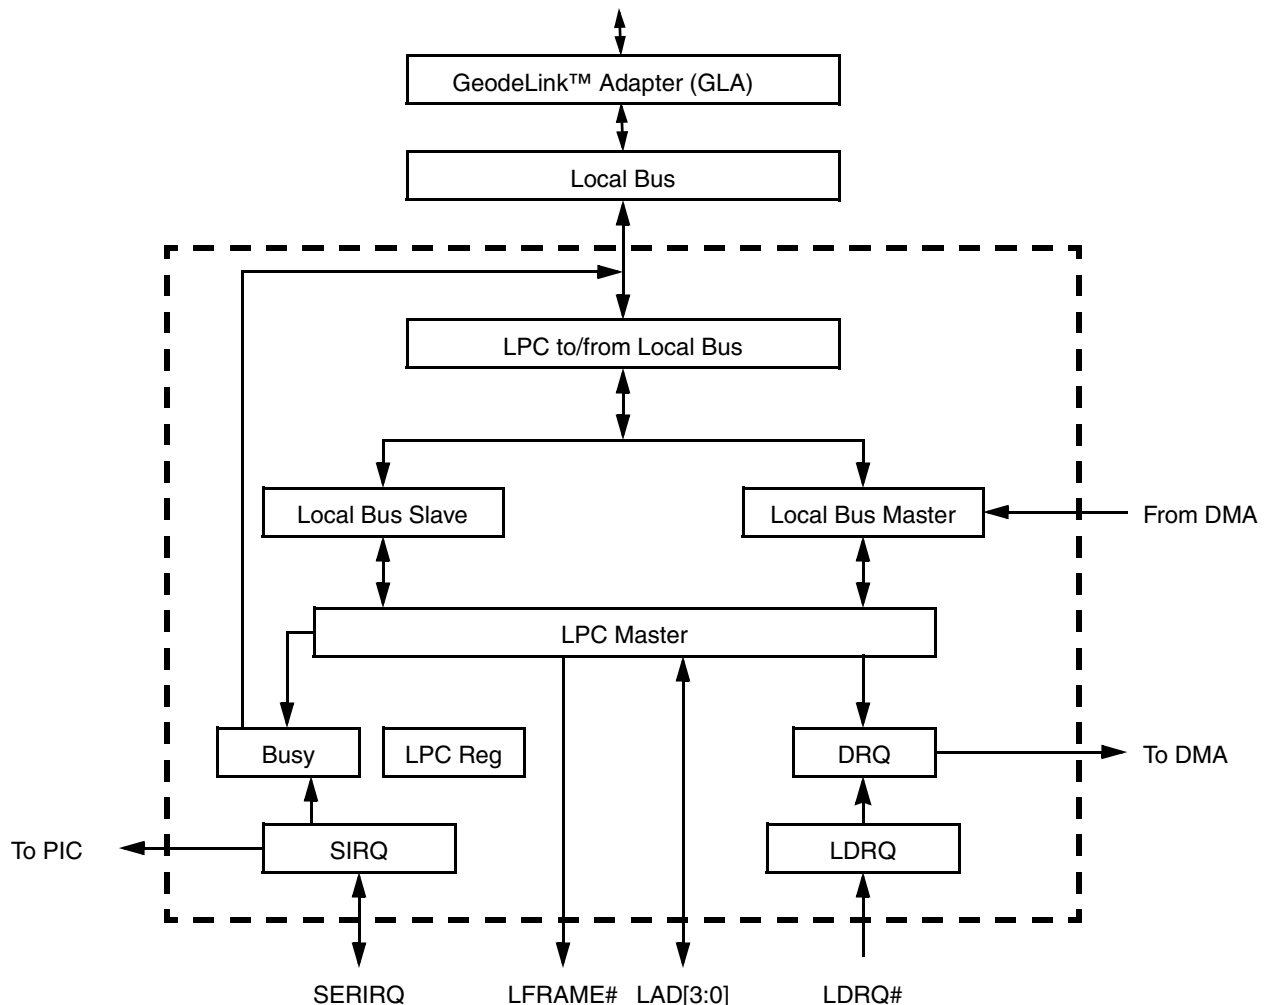 GeodeLink™ Adapter (GLA)
Local Bus
LPC to/from Local Bus
Local Bus Slave
Local Bus Master
From DMA
LPC Master
Busy
LPC Reg
DRQ
To DMA
To PIC
SIRQ
LDRQ
SERIRQ
LFRAME#
LAD[3:0]
LDRQ#